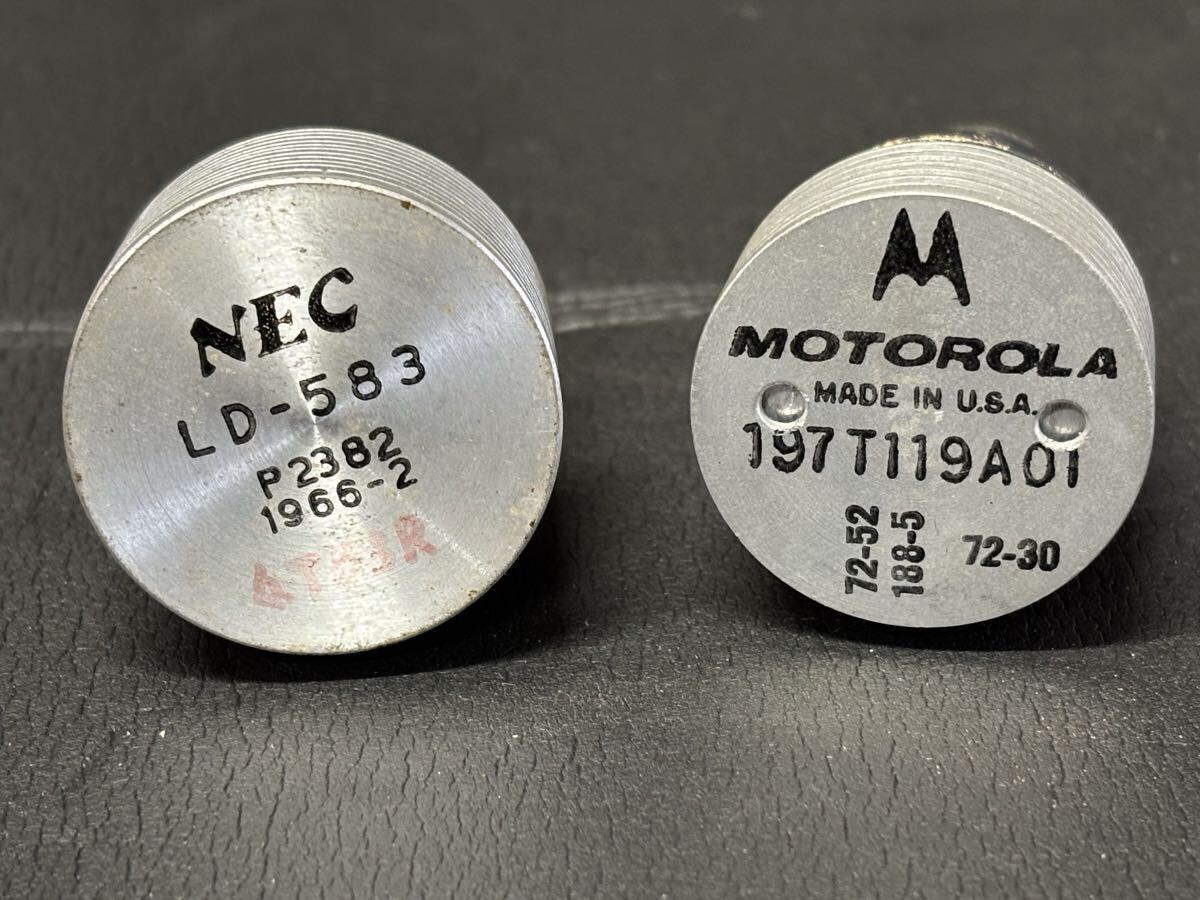 NEC
LD-583
P2382
1966-2
MOTOROLA
MADE IN U.S.A.
197T119A01
72-52
188-5
72-30